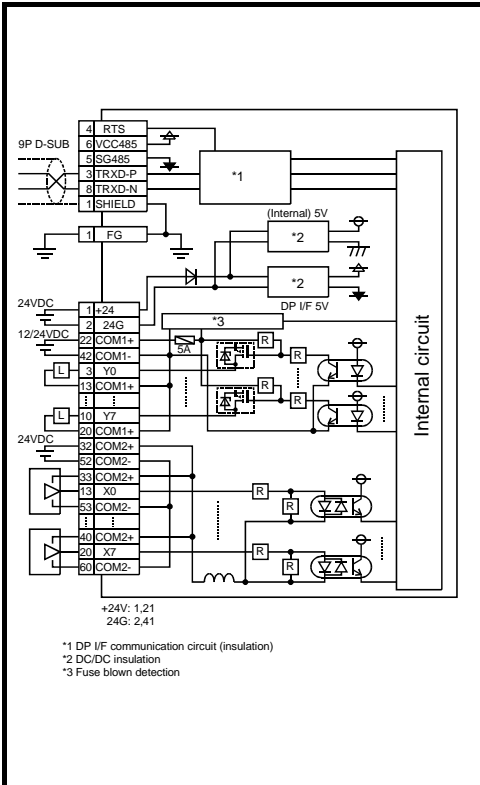 9P D-SUB
4 RTS
6 VCC485
5 SG485
3 TRXD-P
8 TRXD-N
1 SHIELD
1 FG
*1
(Internal) 5V
*2
*2
DP I/F 5V
*3
5A
24VDC
1 +24
2 24G
12/24VDC
22 COM1+
42 COM1-
L 3 Y0
13 COM1+
L 10 Y7
20 COM1+
24VDC
32 COM2+
52 COM2-
33 COM2+
13 X0
53 COM2-
40 COM2+
20 X7
60 COM2-
R
R
R
R
R
R
R
R
Internal circuit
+24V: 1,21
24G: 2,41
*1 DP I/F communication circuit (insulation)
*2 DC/DC insulation
*3 Fuse blown detection